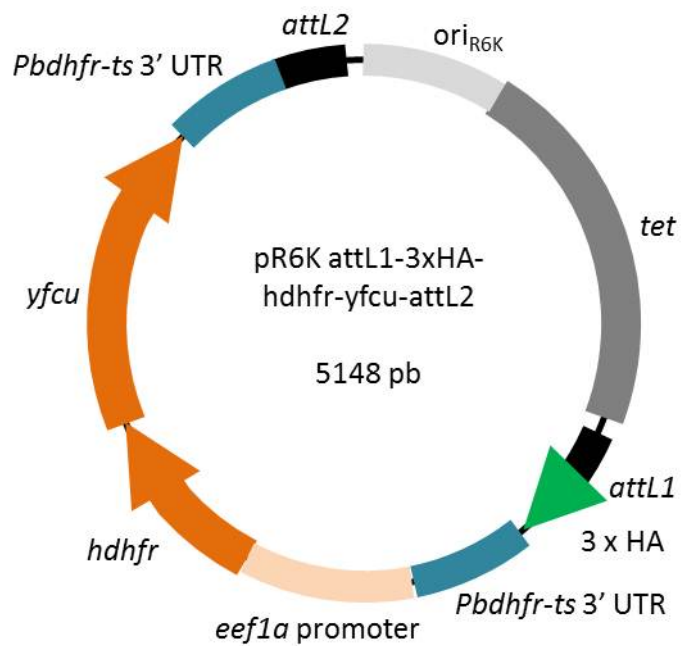 attL2
oriR6K
Pbdhfr-ts 3’ UTR
tet
pR6K attL1-3xHA-
hdhfr-yfcu-attL2
yfcu
5148 pb
attL1
3 x HA
hdhfr
Pbdhfr-ts 3’ UTR
eef1a promoter